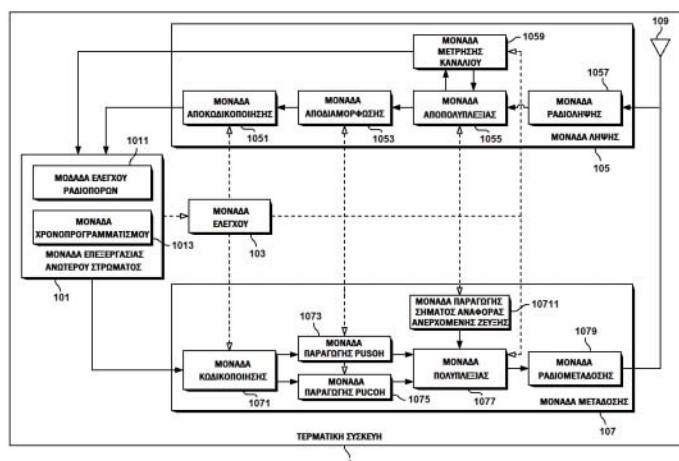 109
1059
ΜΟΝΑΔΑ
ΜΕΤΡΗΣΗΣ
ΚΑΝΑΛΙΟΥ
1057
ΜΟΝΑΔΑ
ΑΠΟΚΩΔΙΚΟΠΟΙΗΣΗΣ
1051
ΜΟΝΑΔΑ
ΑΠΟΔΙΑΜΟΡΦΩΣΗΣ
1053
ΜΟΝΑΔΑ
ΑΠΟΠΟΛΥΠΛΕΞΙΑΣ
1055
ΜΟΝΑΔΑ
ΡΑΔΙΟΛΗΨΗΣ
ΜΟΝΑΔΑ ΛΗΨΗΣ
105
1011
ΜΟΔΑΔΑ ΕΛΕΓΧΟΥ
ΡΑΔΙΟΠΟΡΩΝ
ΜΟΝΑΔΑ
ΧΡΟΝΟΠΡΟΓΡΑΜΜΑΤΙΣΜΟΥ
1013
ΜΟΝΑΔΑ ΕΠΕΞΕΡΓΑΣΙΑΣ
ΑΝΩΤΕΡΟΥ ΣΤΡΩΜΑΤΟΣ
101
ΜΟΝΑΔΑ
ΕΛΕΓΧΟΥ
103
ΜΟΝΑΔΑ ΠΑΡΑΓΩΓΗΣ
ΣΗΜΑΤΟΣ ΑΝΑΦΟΡΑΣ
ΑΝΕΡΧΟΜΕΝΗΣ ΖΕΥΞΗΣ
10711
1073
ΜΟΝΑΔΑ
ΠΑΡΑΓΩΓΗΣ PUSOH
1079
ΜΟΝΑΔΑ
ΚΩΔΙΚΟΠΟΙΗΣΗΣ
1071
ΜΟΝΑΔΑ
ΠΑΡΑΓΩΓΗΣ PUCOH
1075
ΜΟΝΑΔΑ
ΠΟΛΥΠΛΕΞΙΑΣ
1077
ΜΟΝΑΔΑ
ΡΑΔΙΟΜΕΤΑΔΟΣΗΣ
ΜΟΝΑΔΑ ΜΕΤΑΔΟΣΗΣ
107
ΤΕΡΜΑΤΙΚΗ ΣΥΣΚΕΥΗ